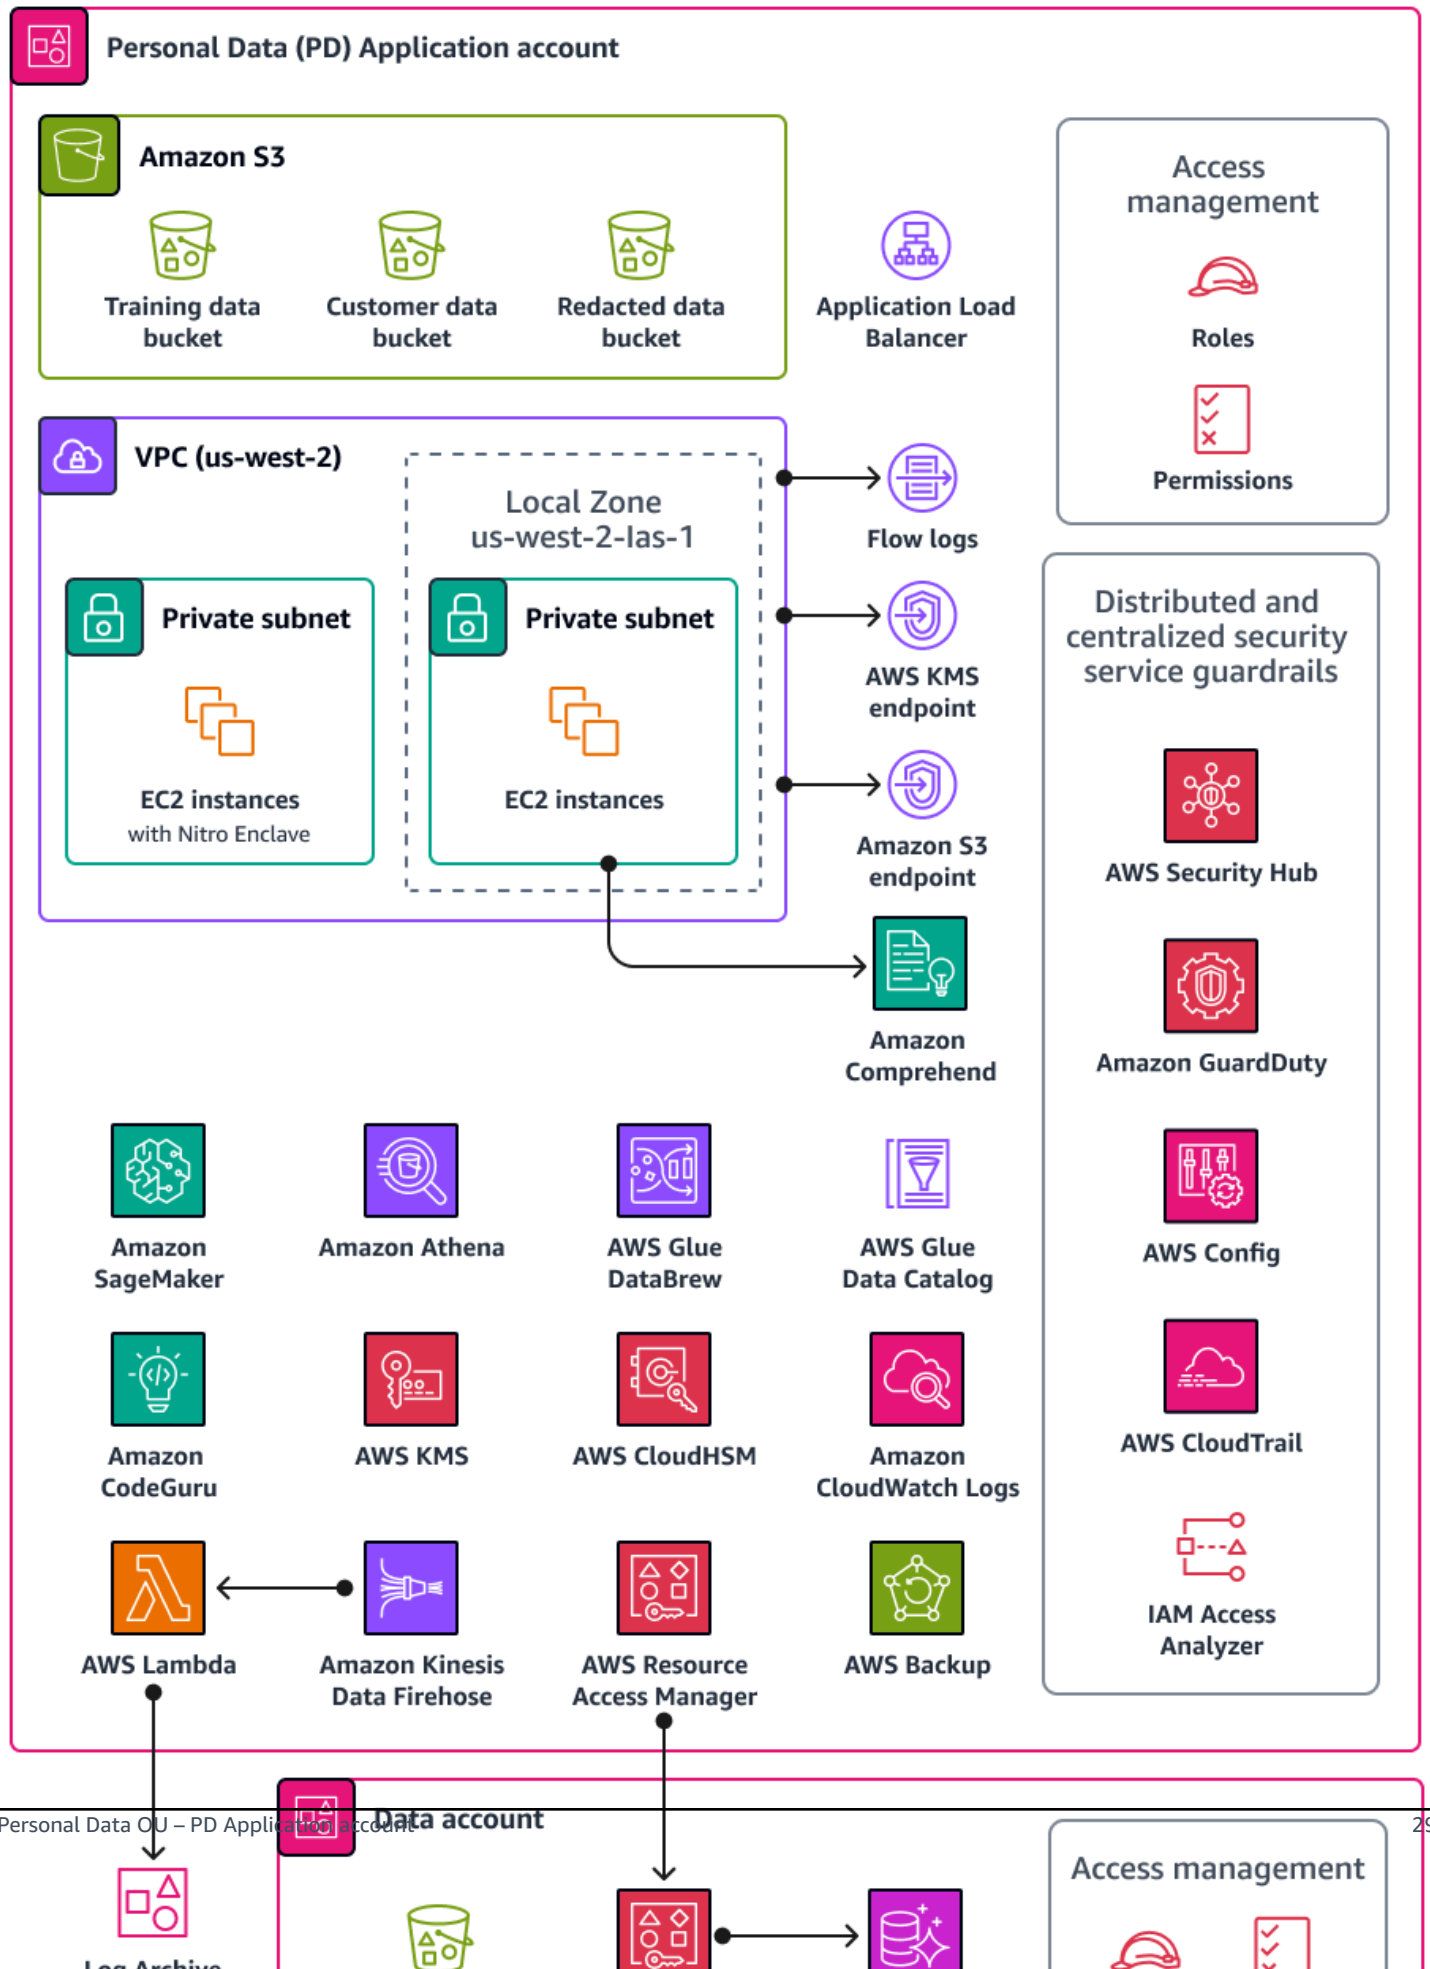 Personal Data (PD) Application account
Amazon S3
Training data
bucket
Customer data
bucket
Redacted data
bucket
Application Load
Balancer
Access
management
Roles
Permissions
VPC (us-west-2)
Local Zone
us-west-2-las-1
Private subnet
EC2 instances
with Nitro Enclave
Private subnet
EC2 instances
Flow logs
AWS KMS
endpoint
Amazon S3
endpoint
Amazon
Comprehend
Distributed and
centralized security
service guardrails
AWS Security Hub
Amazon GuardDuty
AWS Config
AWS CloudTrail
IAM Access
Analyzer
Amazon
SageMaker
Amazon Athena
AWS Glue
DataBrew
AWS Glue
Data Catalog
Amazon
CodeGuru
AWS KMS
AWS CloudHSM
Amazon
CloudWatch Logs
AWS Lambda
Amazon Kinesis
Data Firehose
AWS Resource
Access Manager
AWS Backup
Data account
Personal Data OU – PD Application account
29
Access management
Log Archive